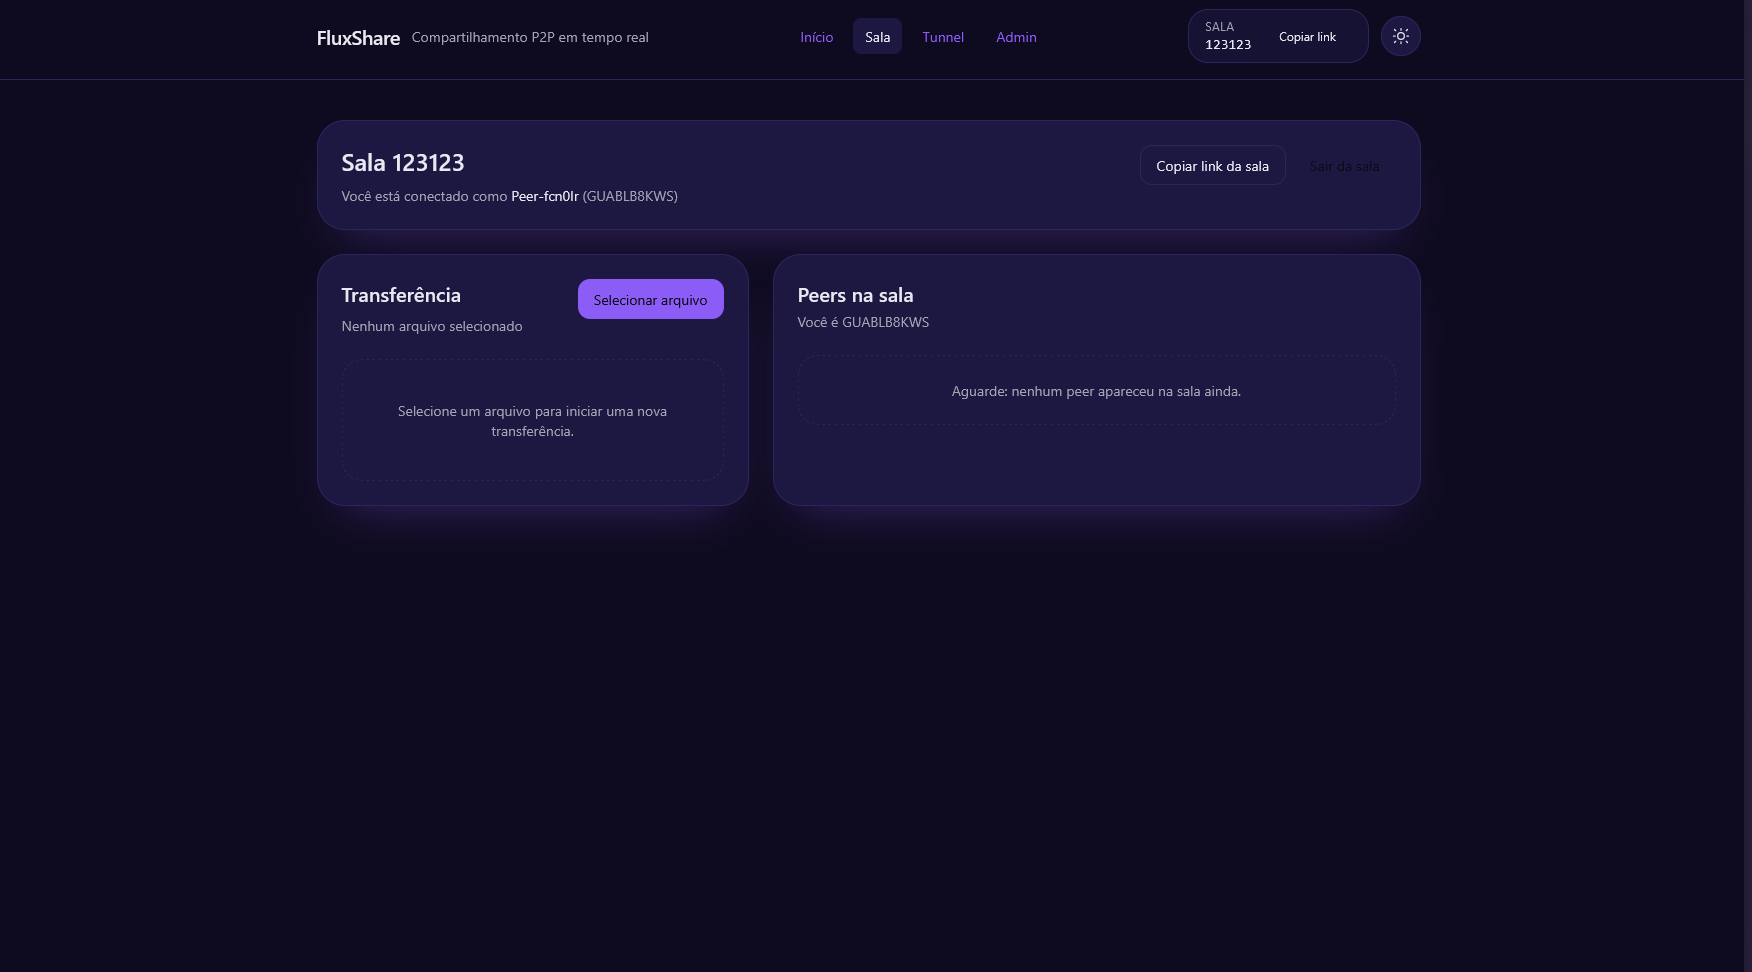 FluxShare Compartilhamento P2P em tempo real
Início Sala Tunnel Admin
SALA
123123
Copiar link
Sala 123123
Você está conectado como Peer-fcn0lr (GUABLB8KWS)
Copiar link da sala
Sair da sala
Transferência
Nenhum arquivo selecionado
Selecionar arquivo
Selecione um arquivo para iniciar uma nova
transferência.
Peers na sala
Você é GUABLB8KWS
Aguarde: nenhum peer apareceu na sala ainda.